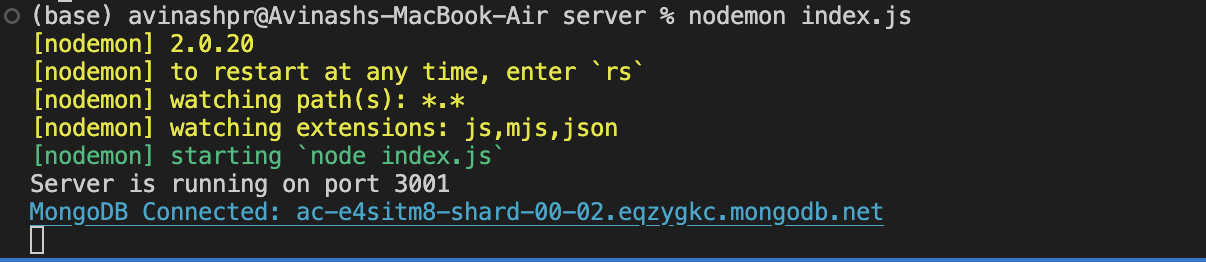 (base) avinashpr@Avinashs-MacBook-Air server % nodemon index.js
[nodemon] 2.0.20
[nodemon] to restart at any time, enter `rs`
[nodemon] watching path(s): *.*
[nodemon] watching extensions: js,mjs,json
[nodemon] starting `node index.js`
Server is running on port 3001
MongoDB Connected: ac-e4sitm8-shard-00-02.eqzygkc.mongodb.net